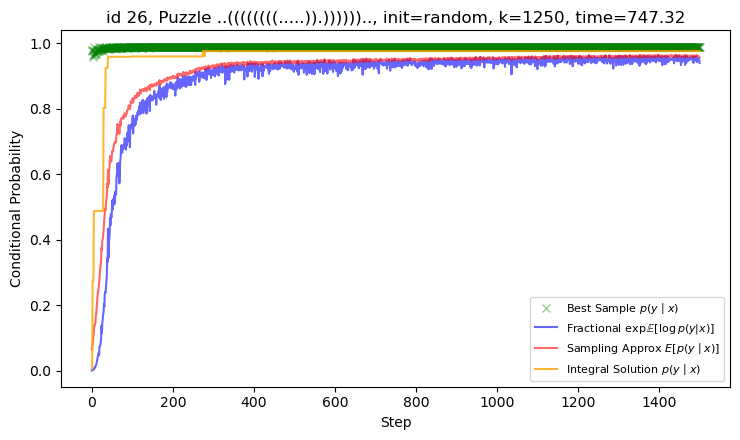 id 26, Puzzle ..((((((((.....)).)))))).., init=random, k=1250, time=747.32
Conditional Probability
1.0
0.8
0.6
0.4
0.2
0.0
Best Sample p(y | x)
Fractional exp𝔼[log p(y|x)]
Sampling Approx E[p(y | x)]
Integral Solution p(y | x)
0 200 400 600 800 1000 1200 1400
Step